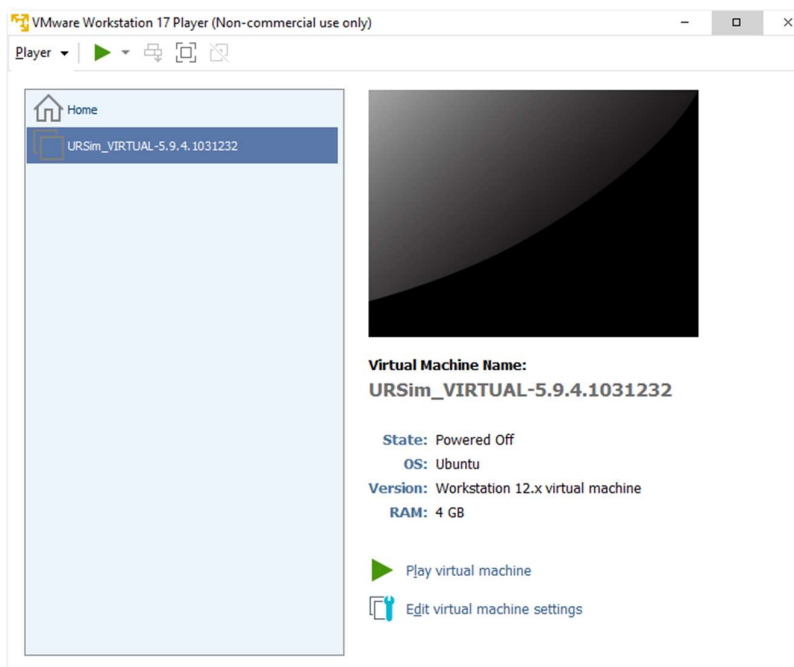 VMware Workstation 17 Player (Non-commercial use only)
Player
Home
URSim_VIRTUAL-5.9.4.1031232
Virtual Machine Name:
URSim_VIRTUAL-5.9.4.1031232
State: Powered Off
OS: Ubuntu
Version: Workstation 12.x virtual machine
RAM: 4 GB
Play virtual machine
Edit virtual machine settings